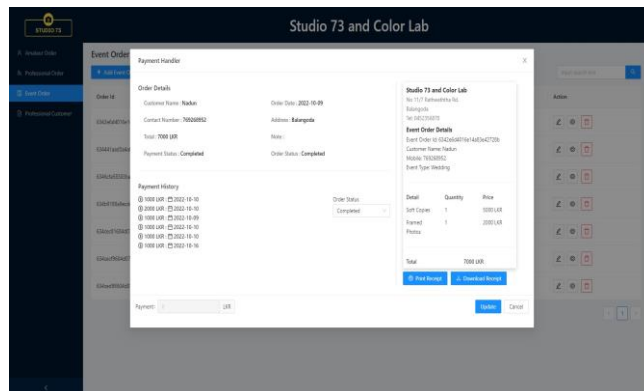 STUDIO 73
Studio 73 and Color Lab
Amateur Order
Professional Order
Event Order
Professional Customer
Event Order
+ Add Event O
Order Id
Action
Payment Handler
X
Order Details
Customer Name : Nadun
Order Date : 2022-10-09
Contact Number : 769268952
Address : Balangoda
Total: 7000 LKR
Note :
Payment Status : Completed
Order Status : Completed
Payment History
1000 LKR : 2022-10-10
2000 LKR : 2022-10-10
1000 LKR : 2022-10-09
1000 LKR : 2022-10-10
1000 LKR : 2022-10-10
1000 LKR : 2022-10-16
Order Status
Completed
Studio 73 and Color Lab
Balangoda
Event Order Details
Customer Name: Nadun
Mobile: 769268952
Event Type: Wedding
Detail Quantity Price
Soft Copies 1 5000 LKR
Framed Photos 1 2000 LKR
Total 7000 LKR
Print Receipt
Download Receipt
Payment:
LKR
Update
Cancel
1